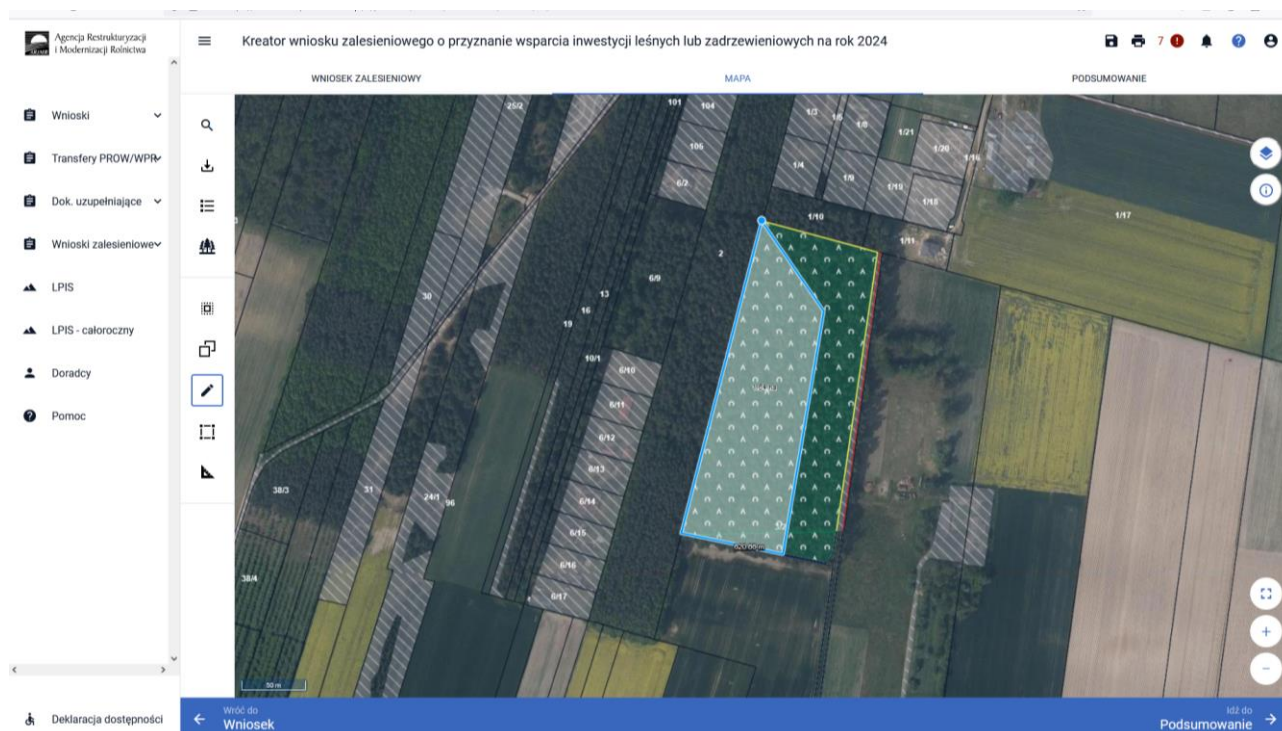 Agencja Restrukturyzacji
i Modernizacji Rolnictwa
Kreator wniosku zalesieniowego o przyznanie wsparcia inwestycji leśnych lub zadrzewieniowych na rok 2024
7
WNIOSEK ZALESIENIOWY
MAPA
PODSUMOWANIE
Wnioski
Transfery PROW/WPR
Dok. uzupełniające
Wnioski zalesieniowe
LPIS
LPIS - całoroczny
Doradcy
Pomoc
Deklaracja dostępności
25/2
101
104
105
6/2
1/3
1/4
1/9
1/21
1/20
1/16
1/19
1/15
1/10
1/11
1/17
2
6/9
13
16
19
30
10/1
6/10
6/11
6/12
6/13
6/14
6/15
6/16
6/17
31
24/1
96
38/3
38/4
50 m
Wróć do
Wniosek
Idź do
Podsumowanie